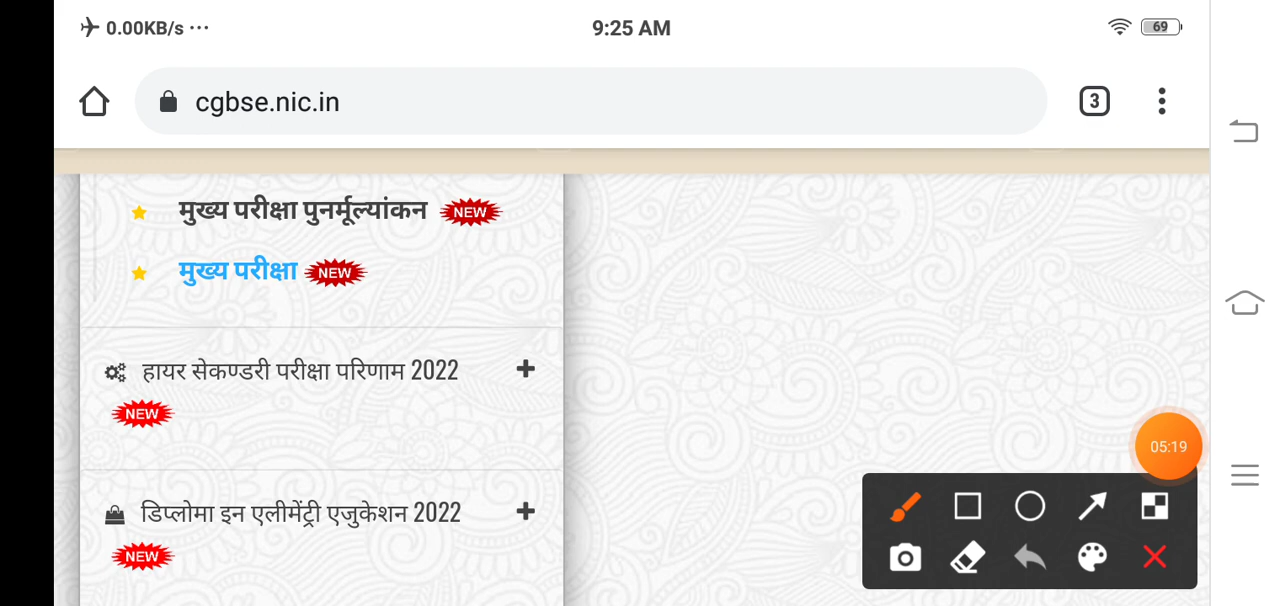 0.00KB/s ...
9:25 AM
69
cgbse.nic.in
3
मुख्य परीक्षा पुनर्मूल्यांकन NEW
मुख्य परीक्षा NEW
हायर सेकण्डरी परीक्षा परिणाम 2022 +
NEW
05:19
डिप्लोमा इन एलीमेंट्री एजुकेशन 2022 +
NEW